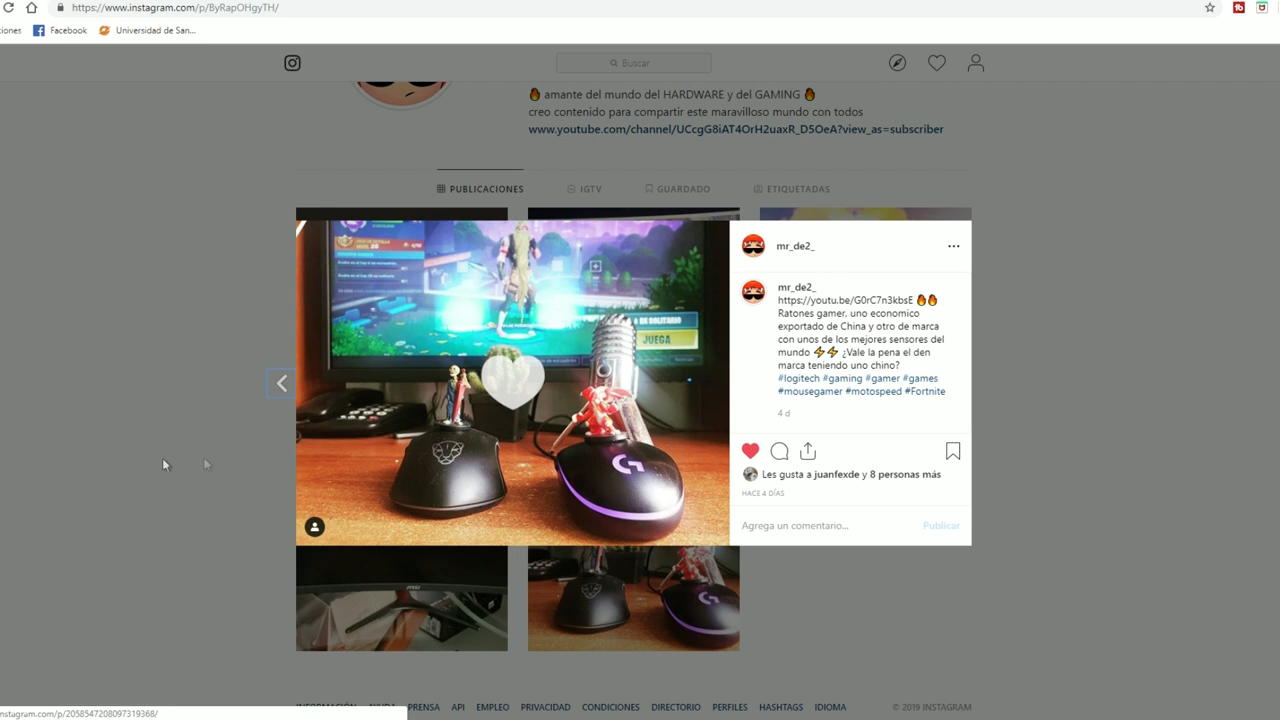 https://www.instagram.com/p/ByRapOHgyTH/
iones Facebook Universidad de San...
Buscar
amante del mundo del HARDWARE y del GAMING
creo contenido para compartir este maravilloso mundo con todos
www.youtube.com/channel/UCcgG8iAT4OrH2uaxR_D5OeA?view_as=subscriber
PUBLICACIONES IGTV GUARDADO ETIQUETADAS
JUEGA
G
mr_de2_
mr_de2_
https://youtu.be/G0rC7n3kbsE 🔥🔥
Ratones gamer, uno economico
exportado de China y otro de marca
con unos de los mejores sensores del
mundo ⚡⚡ ¿Vale la pena el den
marca teniendo uno chino?
#logitech #gaming #gamer #games
#mousegamer #motospeed #Fortnite
4 d
Les gusta a juanfexde y 8 personas más
HACE 4 DÍAS
Agrega un comentario... Publicar
msi
INFORMACIÓN AYUDA PRENSA API EMPLEO PRIVACIDAD CONDICIONES DIRECTORIO PERFILES HASHTAGS IDIOMA © 2019 INSTAGRAM
nstagram.com/p/2058547208097319368/